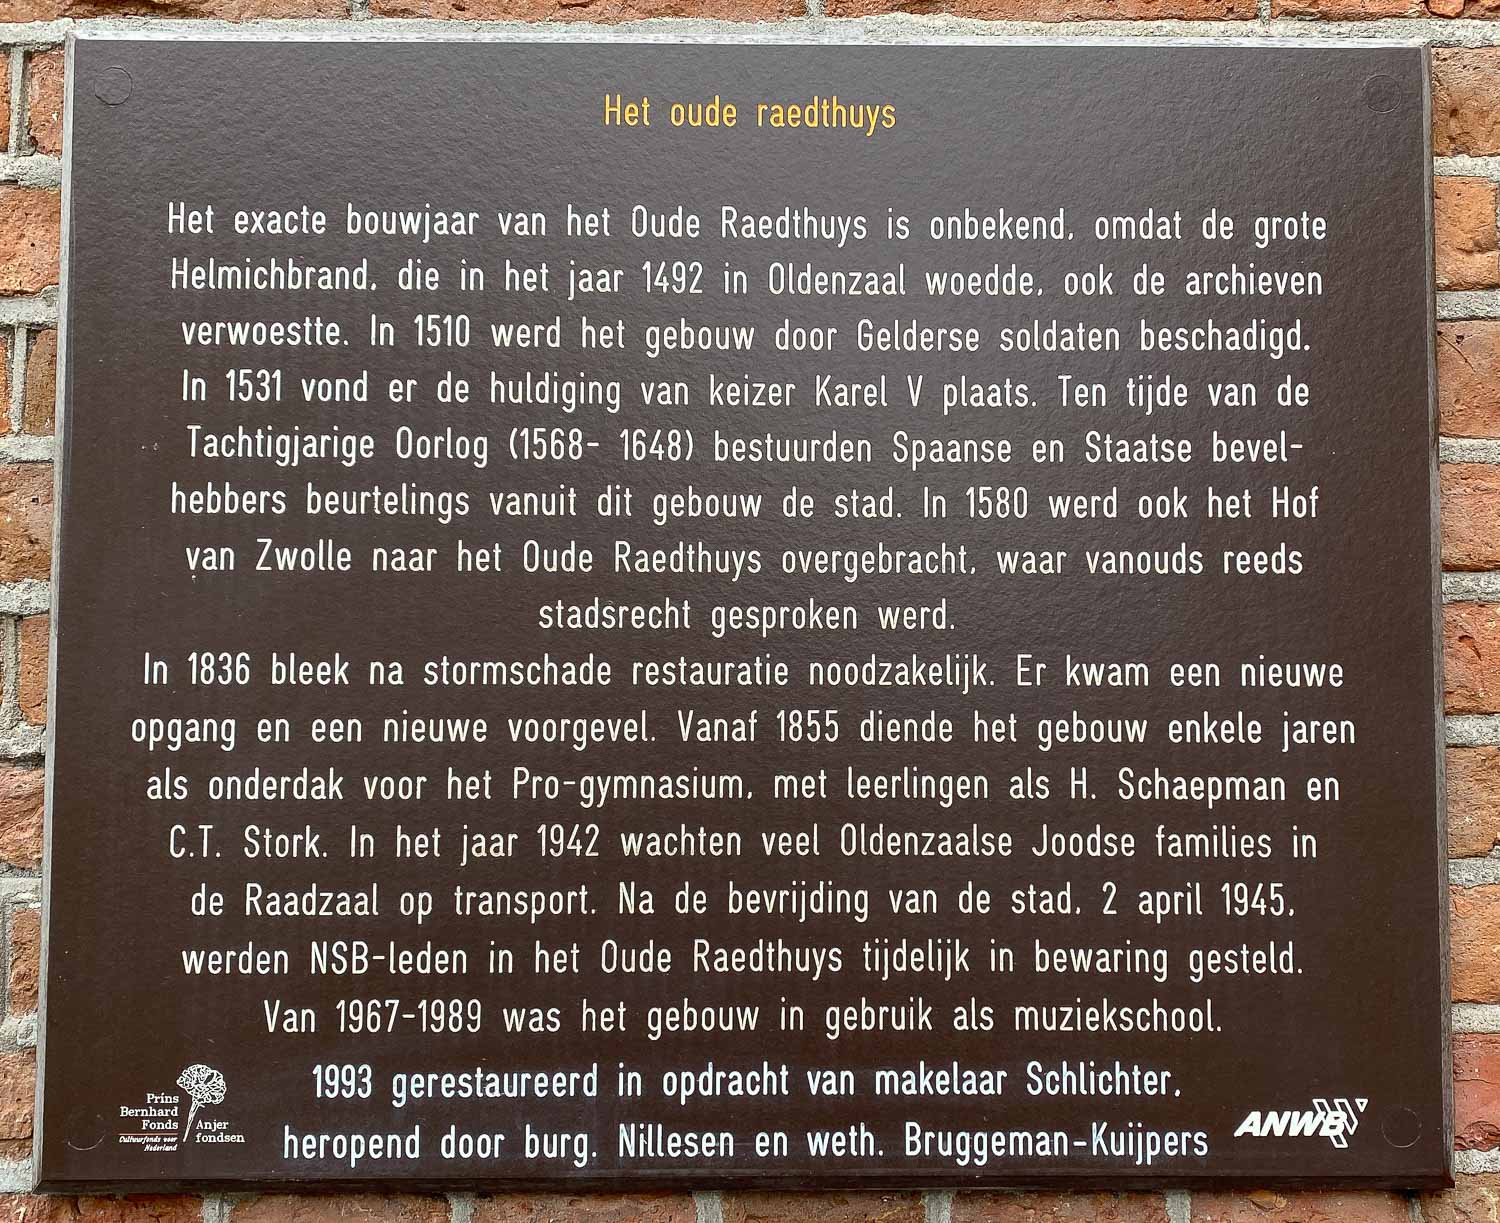 Het oude raedthuys
Het exacte bouwjaar van het Oude Raedthuys is onbekend, omdat de grote
Helmichbrand, die in het jaar 1492 in Oldenzaal woedde, ook de archieven
verwoestte. In 1510 werd het gebouw door Gelderse soldaten beschadigd.
In 1531 vond er de huldiging van keizer Karel V plaats. Ten tijde van de
Tachtigjarige Oorlog (1568- 1648) bestuurden Spaanse en Staatse bevel-
hebbers beurtelings vanuit dit gebouw de stad. In 1580 werd ook het Hof
van Zwolle naar het Oude Raedthuys overgebracht, waar vanouds reeds
stadsrecht gesproken werd.
In 1836 bleek na stormschade restauratie noodzakelijk. Er kwam een nieuwe
opgang en een nieuwe voorgevel. Vanaf 1855 diende het gebouw enkele jaren
als onderdak voor het Pro-gymnasium, met leerlingen als H. Schaepman en
C.T. Stork. In het jaar 1942 wachten veel Oldenzaalse Joodse families in
de Raadzaal op transport. Na de bevrijding van de stad, 2 april 1945,
werden NSB-leden in het Oude Raedthuys tijdelijk in bewaring gesteld.
Van 1967-1989 was het gebouw in gebruik als muziekschool.
1993 gerestaureerd in opdracht van makelaar Schlichter,
heropend door burg. Nillesen en weth. Bruggeman-Kuijpers
Prins
Bernhard
Fonds
Cultuurfonds voor
Nederland
Anjer
fondsen
ANWB